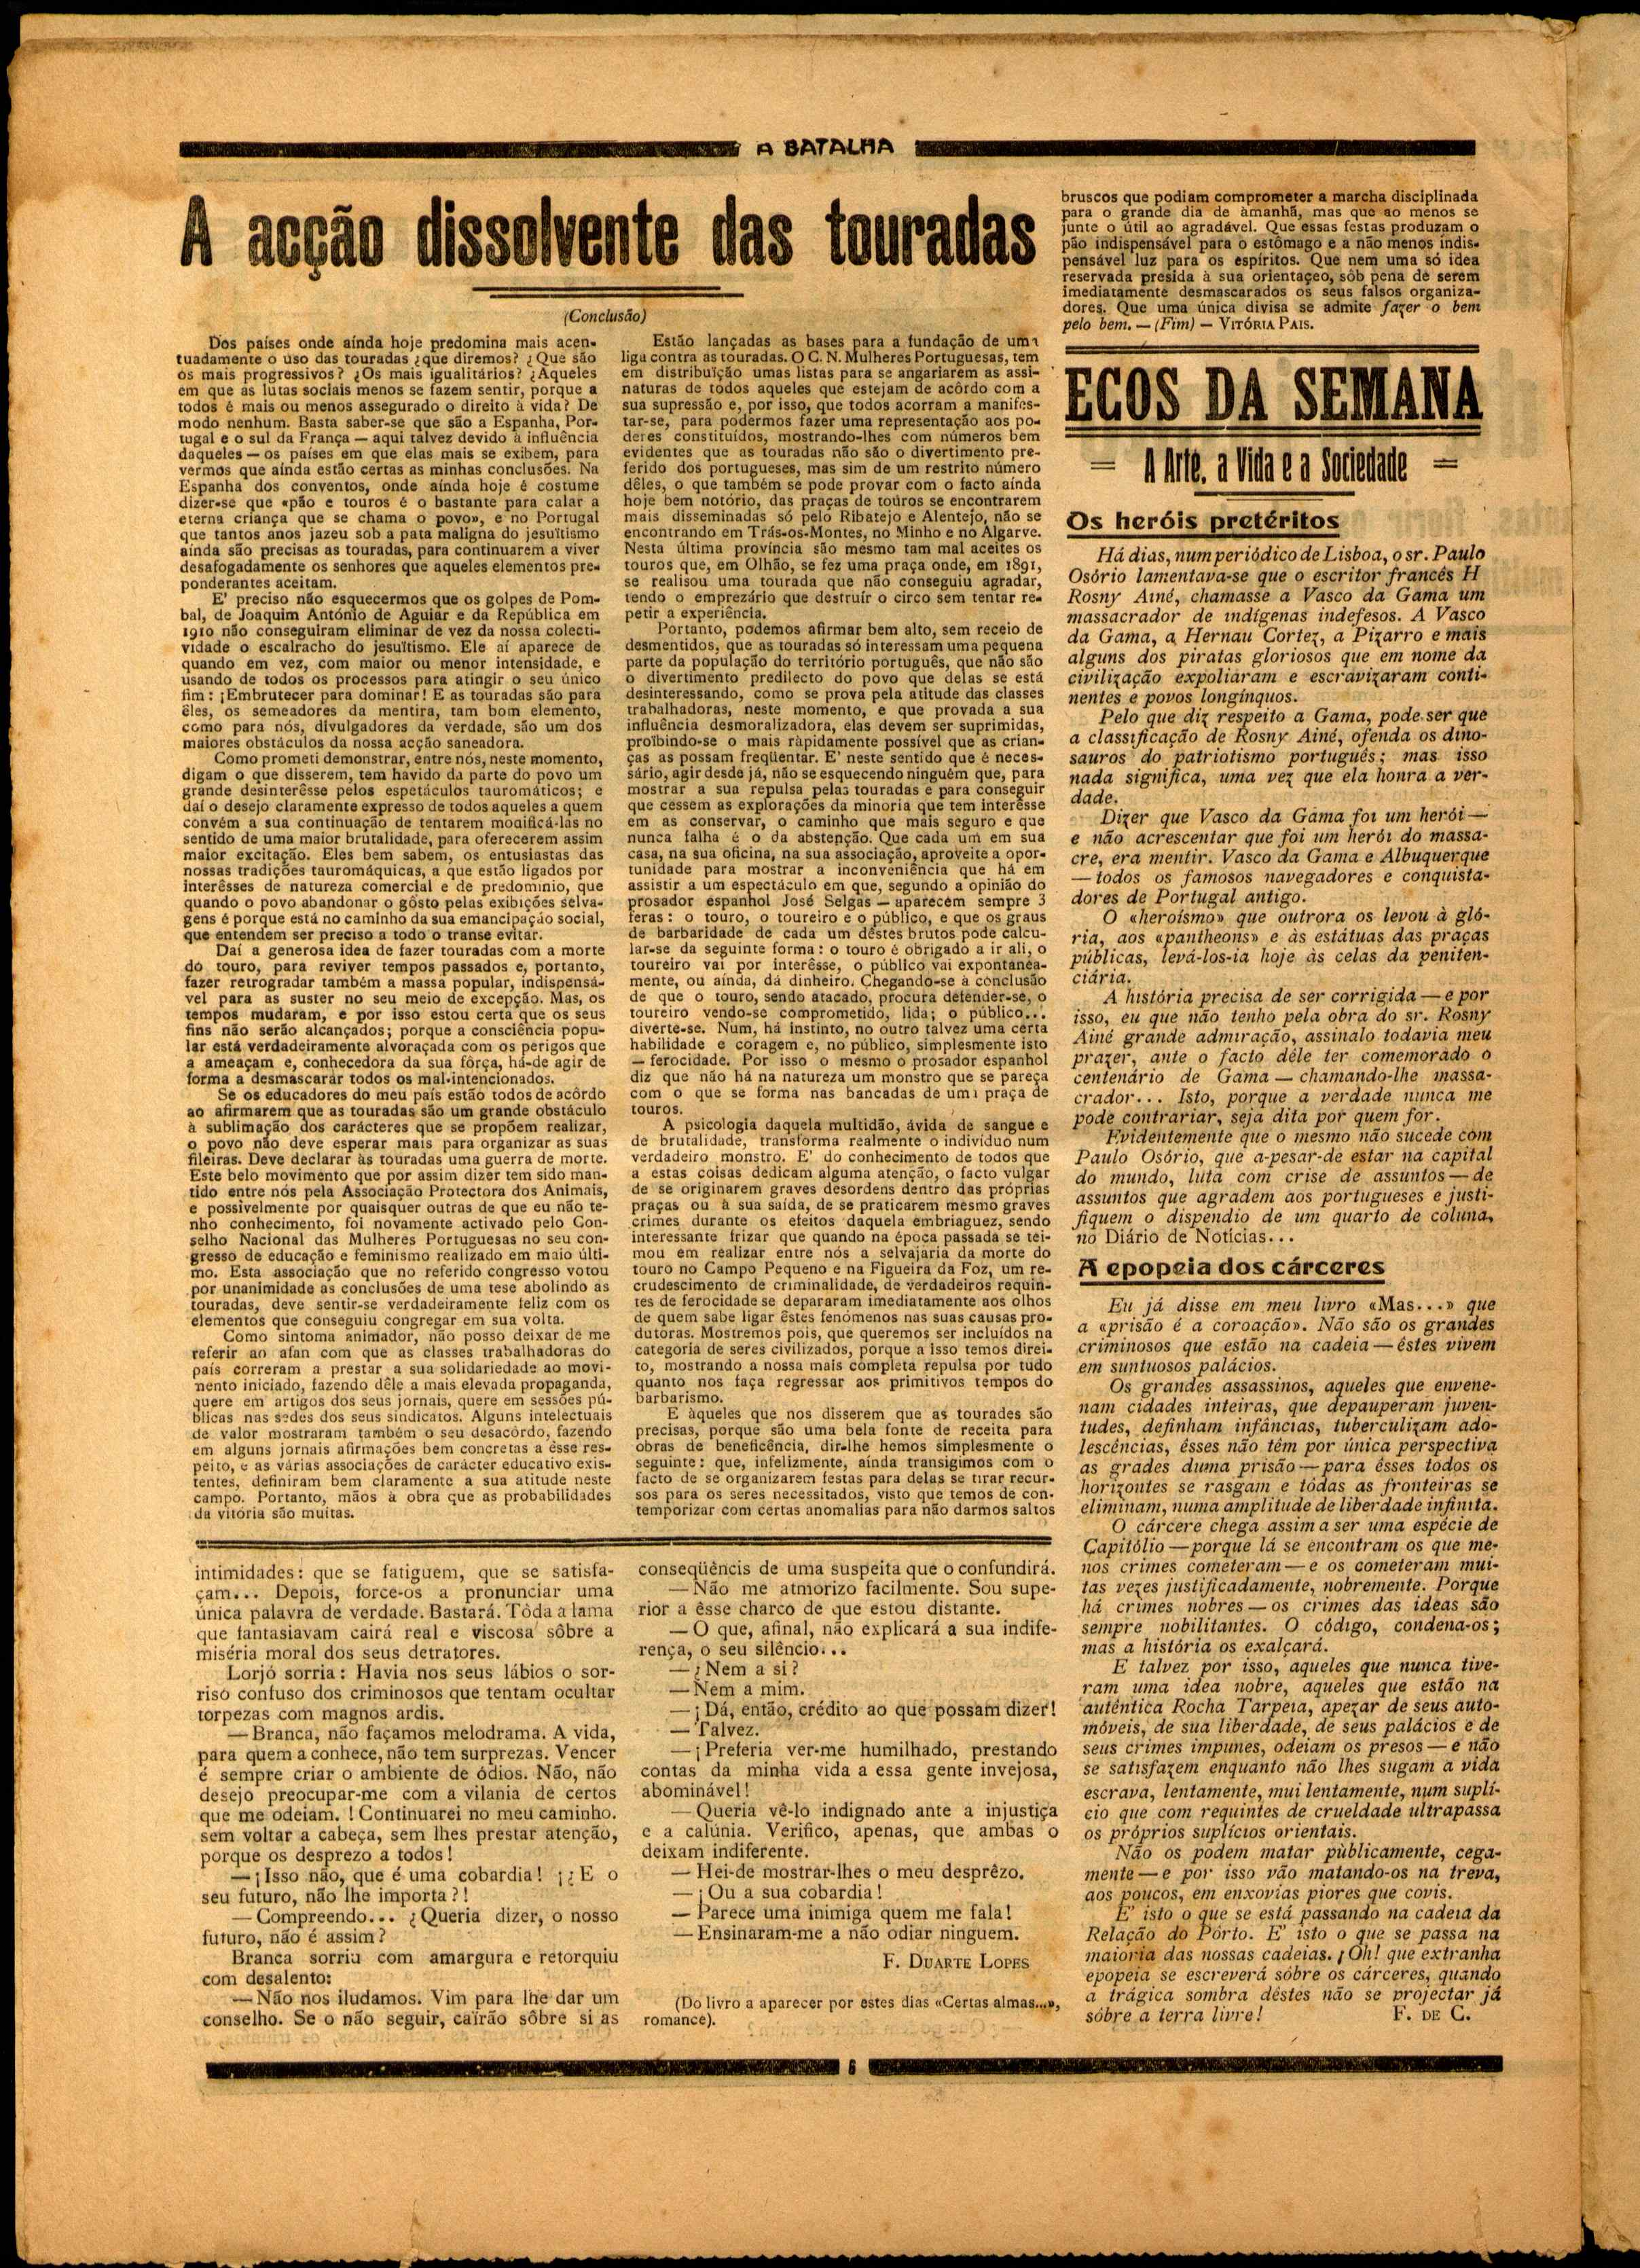 A BATALHA
A acção dissolvente das touradas
(Conclusão)
Dos países onde aínda hoje predomina mais acen-
tuadamente o uso das touradas ¿que diremos? ¿Que são
os mais progressivos? ¿Os mais igualitários? ¿Aqueles
em que as lutas sociais menos se fazem sentir, porque a
todos é mais ou menos assegurado o direito à vida? De
modo nenhum. Basta saber-se que são a Espanha, Por-
tugal e o sul da França — aqui talvez devido à influência
daqueles — os países em que elas mais se exibem, para
vermos que aínda estão certas as minhas conclusões. Na
Espanha dos conventos, onde aínda hoje é costume
dizer-se que «pão e touros é o bastante para calar a
eterna criança que se chama o povo», e no Portugal
que tantos anos jazeu sob a pata maligna do jesuïtismo
aínda são precisas as touradas, para continuarem a viver
desafogadamente os senhores que aqueles elementos pre-
ponderantes aceitam.
E' preciso não esquecermos que os golpes de Pom-
bal, de Joaquim António de Aguiar e da República em
1910 não conseguiram eliminar de vez da nossa colecti-
vidade o escalracho do jesuïtismo. Ele aí aparece de
quando em vez, com maior ou menor intensidade, e
usando de todos os processos para atingir o seu único
fim: ¡Embrutecer para dominar! E as touradas são para
êles, os semeadores da mentira, tam bom elemento,
como para nós, divulgadores da verdade, são um dos
maiores obstáculos da nossa acção saneadora.
Como prometi demonstrar, entre nós, neste momento,
digam o que disserem, tem havido da parte do povo um
grande desinterêsse pelos espetáculos tauromáticos; e
daí o desejo claramente expresso de todos aqueles a quem
convém a sua continuação de tentarem modificá-las no
sentido de uma maior brutalidade, para oferecerem assim
maior excitação. Eles bem sabem, os entusiastas das
nossas tradições tauromáquicas, a que estão ligados por
interêsses de natureza comercial e de predominio, que
quando o povo abandonar o gôsto pelas exibições selva-
gens é porque está no caminho da sua emancipação social,
que entendem ser preciso a todo o transe evitar.
Daí a generosa idea de fazer touradas com a morte
do touro, para reviver tempos passados e, portanto,
fazer retrogradar também a massa popular, indispensá-
vel para as suster no seu meio de excepção. Mas, os
tempos mudaram, e por isso estou certa que os seus
fins não serão alcançados; porque a consciência popu-
lar está verdadeiramente alvoraçada com os perigos que
a ameaçam e, conhecedora da sua fôrça, há-de agir de
forma a desmascarar todos os mal-intencionados.
Se os educadores do meu país estão todos de acôrdo
ao afirmarem que as touradas são um grande obstáculo
à sublimação dos carácteres que se propõem realizar,
o povo não deve esperar mais para organizar as suas
fileiras. Deve declarar às touradas uma guerra de morte.
Este belo movimento que por assim dizer tem sido man-
tido entre nós pela Associação Protectora dos Animais,
e possivelmente por quaisquer outras de que eu não te-
nho conhecimento, foi novamente activado pelo Con-
selho Nacional das Mulheres Portuguesas no seu con-
gresso de educação e feminismo realizado em maio últi-
mo. Esta associação que no referido congresso votou
por unanimidade as conclusões de uma tese abolindo as
touradas, deve sentir-se verdadeiramente feliz com os
elementos que conseguiu congregar em sua volta.
Como sintoma animador, não posso deixar de me
referir ao afan com que as classes trabalhadoras do
país correram a prestar a sua solidariedade ao movi-
nento iniciado, fazendo dêle a mais elevada propaganda,
quere em artigos dos seus jornais, quere em sessões pú-
blicas nas sedes dos seus sindicatos. Alguns intelectuais
de valor mostraram também o seu desacôrdo, fazendo
em alguns jornais afirmações bem concretas a êsse res-
peito, e as várias associações de carácter educativo exis-
tentes, definiram bem claramente a sua atitude neste
campo. Portanto, mãos à obra que as probabilidades
da vitória são muitas.
Estão lançadas as bases para a fundação de uma
liga contra as touradas. O C. N. Mulheres Portuguesas, tem
em distribuïção umas listas para se angariarem as assi-
naturas de todos aqueles que estejam de acôrdo com a
sua supressão e, por isso, que todos acorram a manifes-
tar-se, para podermos fazer uma representação aos po-
deres constituídos, mostrando-lhes com números bem
evidentes que as touradas não são o divertimento pre-
ferido dos portugueses, mas sim de um restrito número
dêles, o que também se pode provar com o facto aínda
hoje bem notório, das praças de touros se encontrarem
mais disseminadas só pelo Ribatejo e Alentejo, não se
encontrando em Trás-os-Montes, no Minho e no Algarve.
Nesta última província são mesmo tam mal aceites os
touros que, em Olhão, se fez uma praça onde, em 1891,
se realisou uma tourada que não conseguiu agradar,
tendo o emprezário que destruír o circo sem tentar re-
petir a experiência.
Portanto, podemos afirmar bem alto, sem receio de
desmentidos, que as touradas só interessam uma pequena
parte da população do território português, que não são
o divertimento predilecto do povo que delas se está
desinteressando, como se prova pela atitude das classes
trabalhadoras, neste momento, e que provada a sua
influência desmoralizadora, elas devem ser suprimidas,
proïbindo-se o mais ràpidamente possível que as crian-
ças as possam freqüentar. E' neste sentido que é neces-
sário, agir desde já, não se esquecendo ninguém que, para
mostrar a sua repulsa pelas touradas e para conseguir
que cessem as explorações da minoria que tem interêsse
em as conservar, o caminho que mais seguro e que
nunca falha é o da abstenção. Que cada um em sua
casa, na sua oficina, na sua associação, aproveite a opor-
tunidade para mostrar a inconveniência que há em
assistir a um espectáculo em que, segundo a opinião do
prosador espanhol José Selgas — aparecem sempre 3
feras: o touro, o toureiro e o público, e que os graus
de barbaridade de cada um dêstes brutos pode calcu-
lar-se da seguinte forma: o touro é obrigado a ir ali, o
toureiro vai por interêsse, o público vai expontanea-
mente, ou aínda, dá dinheiro. Chegando-se à conclusão
de que o touro, sendo atacado, procura defender-se, o
toureiro vendo-se comprometido, lida; o público...
diverte-se. Num, há instinto, no outro talvez uma certa
habilidade e coragem e, no público, simplesmente isto
— ferocidade. Por isso o mesmo o prosador espanhol
diz que não há na natureza um monstro que se pareça
com o que se forma nas bancadas de uma praça de
touros.
A psicologia daquela multidão, ávida de sangue e
de brutalidade, transforma realmente o indivíduo num
verdadeiro monstro. E' do conhecimento de todos que
a estas coisas dedicam alguma atenção, o facto vulgar
de se originarem graves desordens dentro das próprias
praças ou à sua saída, de se praticarem mesmo graves
crimes durante os efeitos daquela embriaguez, sendo
interessante frizar que quando na época passada se tei-
mou em realizar entre nós a selvajaria da morte do
touro no Campo Pequeno e na Figueira da Foz, um re-
crudescimento de criminalidade, de verdadeiros requin-
tes de ferocidade se depararam imediatamente aos olhos
de quem sabe ligar êstes fenómenos nas suas causas pro-
dutoras. Mostremos pois, que queremos ser incluídos na
categoria de seres civilizados, porque a isso temos direi-
to, mostrando a nossa mais completa repulsa por tudo
quanto nos faça regressar aos primitivos tempos do
barbarismo.
E àqueles que nos disserem que as tourades são
precisas, porque são uma bela fonte de receita para
obras de beneficência, dir-lhe hemos simplesmente o
seguinte: que, infelizmente, aínda transigimos com o
facto de se organizarem festas para delas se tirar recur-
sos para os seres necessitados, visto que temos de con-
temporizar com certas anomalias para não darmos saltos
bruscos que podiam comprometer a marcha disciplinada
para o grande dia de àmanhã, mas que ao menos se
junte o útil ao agradável. Que essas festas produzam o
pão indispensável para o estômago e a não menos indis-
pensável luz para os espíritos. Que nem uma só idea
reservada presida à sua orientaçeo, sôb pena de serem
imediatamente desmascarados os seus falsos organiza-
dores. Que uma única divisa se admite fazer o bem
pelo bem. — (Fim) — VITÓRIA PAIS.
ECOS DA SEMANA
A Arte, a Vida e a Sociedade
Os heróis pretéritos
Há dias, num periódico de Lisboa, o sr. Paulo
Osório lamentava-se que o escritor francês H
Rosny Ainé, chamasse a Vasco da Gama um
massacrador de indígenas indefesos. A Vasco
da Gama, a Hernau Cortez, a Pizarro e mais
alguns dos piratas gloriosos que em nome da
civilização expoliaram e escravizaram conti-
nentes e povos longínquos.
Pelo que diz respeito a Gama, pode ser que
a classificação de Rosny Ainé, ofenda os dino-
sauros do patriotismo português; mas isso
nada significa, uma vez que ela honra a ver-
dade.
Dizer que Vasco da Gama foi um herói —
e não acrescentar que foi um herói do massa-
cre, era mentir. Vasco da Gama e Albuquerque
— todos os famosos navegadores e conquista-
dores de Portugal antigo.
O «heroísmo» que outrora os levou à gló-
ria, aos «pantheons» e às estátuas das praças
públicas, levá-los-ia hoje às celas da peniten-
ciária.
A história precisa de ser corrigida — e por
isso, eu que não tenho pela obra do sr. Rosny
Ainé grande admiração, assinalo todavia meu
prazer, ante o facto dêle ter comemorado o
centenário de Gama — chamando-lhe massa-
crador... Isto, porque a verdade nunca me
pode contrariar, seja dita por quem for.
Evidentemente que o mesmo não sucede com
Paulo Osório, que a-pesar-de estar na capital
do mundo, luta com crise de assuntos — de
assuntos que agradem aos portugueses e justi-
fiquem o dispendio de um quarto de coluna,
no Diário de Notícias...
A epopeia dos cárceres
Eu já disse em meu livro «Mas...» que
a «prisão é a coroação». Não são os grandes
criminosos que estão na cadeia — êstes vivem
em suntuosos palácios.
Os grandes assassinos, aqueles que envene-
nam cidades inteiras, que depauperam juven-
tudes, definham infâncias, tuberculizam ado-
lescências, êsses não têm por única perspectiva
as grades duma prisão — para êsses todos os
horizontes se rasgam e tôdas as fronteiras se
eliminam, numa amplitude de liberdade infinita.
O cárcere chega assim a ser uma espécie de
Capitólio — porque lá se encontram os que me-
nos crimes cometeram — e os cometeram mui-
tas vezes justificadamente, nobremente. Porque
há crimes nobres — os crimes das ideas são
sempre nobilitantes. O código, condena-os;
mas a história os exalçará.
E talvez por isso, aqueles que nunca tive-
ram uma idea nobre, aqueles que estão na
autêntica Rocha Tarpeia, apezar de seus auto-
móveis, de sua liberdade, de seus palácios e de
seus crimes impunes, odeiam os presos — e não
se satisfazem enquanto não lhes sugam a vida
escrava, lentamente, mui lentamente, num suplí-
cio que com requintes de crueldade ultrapassa
os próprios suplícios orientais.
Não os podem matar pùblicamente, cega-
mente — e por isso vão matando-os na treva,
aos poucos, em enxovias piores que covis.
E' isto o que se está passando na cadeia da
Relação do Pôrto. E' isto o que se passa na
maioria das nossas cadeias. ¡Oh! que extranha
epopeia se escreverá sôbre os cárceres, quando
a trágica sombra dêstes não se projectar já
sôbre a terra livre! F. DE C.
intimidades: que se fatiguem, que se satisfa-
çam... Depois, force-os a pronunciar uma
única palavra de verdade. Bastará. Tôda a lama
que fantasiavam cairá real e viscosa sôbre a
miséria moral dos seus detratores.
Lorjó sorria: Havia nos seus lábios o sor-
riso confuso dos criminosos que tentam ocultar
torpezas com magnos ardis.
— Branca, não façamos melodrama. A vida,
para quem a conhece, não tem surprezas. Vencer
é sempre criar o ambiente de ódios. Não, não
desejo preocupar-me com a vilania de certos
que me odeiam. ! Continuarei no meu caminho.
sem voltar a cabeça, sem lhes prestar atenção,
porque os desprezo a todos!
— ¡Isso não, que é uma cobardia! ¡¿E o
seu futuro, não lhe importa?!
— Compreendo... ¿Queria dizer, o nosso
futuro, não é assim?
Branca sorriu com amargura e retorquiu
com desalento:
— Não nos iludamos. Vim para lhe dar um
conselho. Se o não seguir, caïrão sôbre si as
conseqüências de uma suspeita que o confundirá.
— Não me atmorizo facilmente. Sou supe-
rior a êsse charco de que estou distante.
— O que, afinal, não explicará a sua indife-
rença, o seu silêncio...
— ¿Nem a si?
— Nem a mim.
— ¡Dá, então, crédito ao que possam dizer!
— Talvez.
— ¡Preferia ver-me humilhado, prestando
contas da minha vida a essa gente invejosa,
abominável!
— Queria vê-lo indignado ante a injustiça
e a calúnia. Verifico, apenas, que ambas o
deixam indiferente.
— Hei-de mostrar-lhes o meu desprêzo.
— ¡Ou a sua cobardia!
— Parece uma inimiga quem me fala!
— Ensinaram-me a não odiar ninguem.
F. DUARTE LOPES
(Do livro a aparecer por estes dias «Certas almas...»,
romance).
6